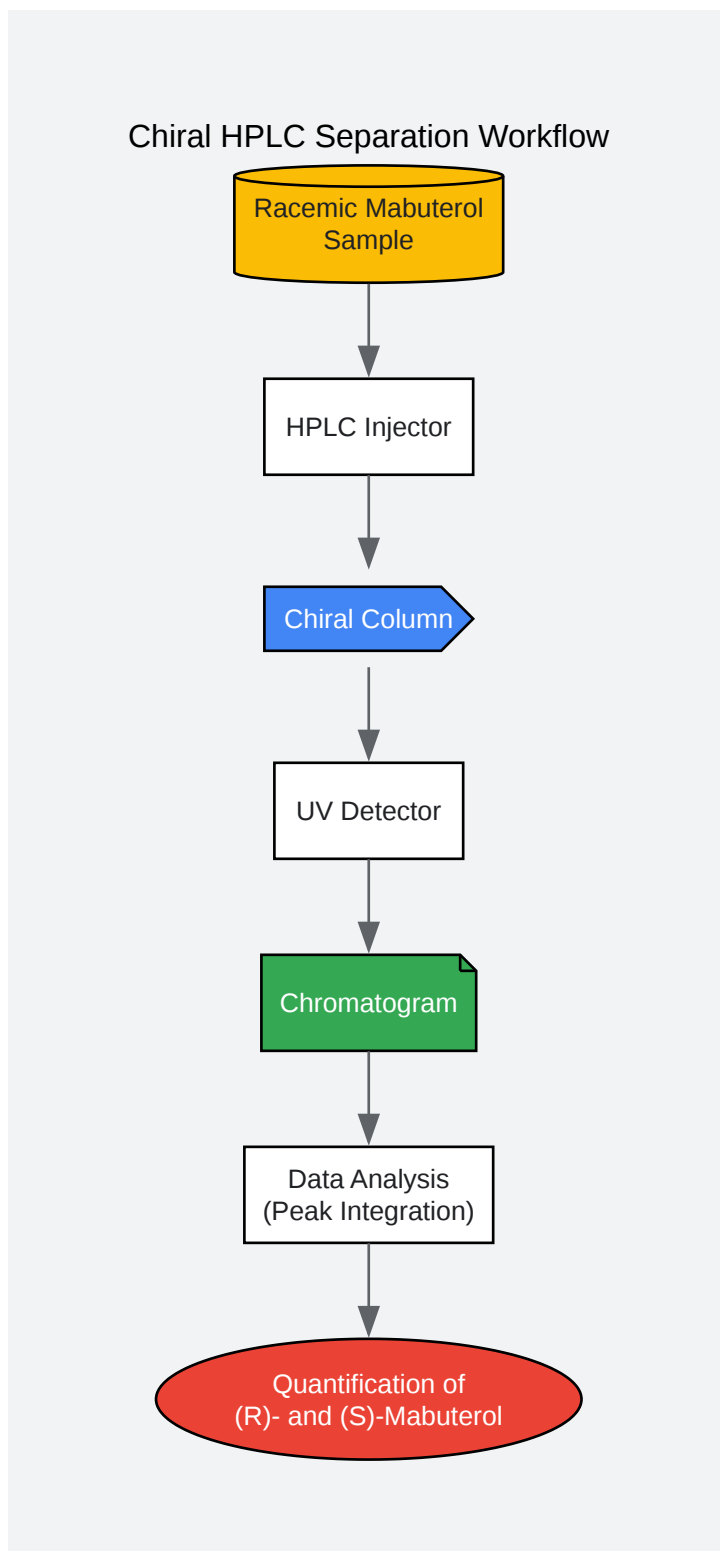 Chiral HPLC Separation Workflow
Racemic Mabuterol
Sample
HPLC Injector
Chiral Column
UV Detector
Chromatogram
Data Analysis
(Peak Integration)
Quantification of
(R)- and (S)-Mabuterol